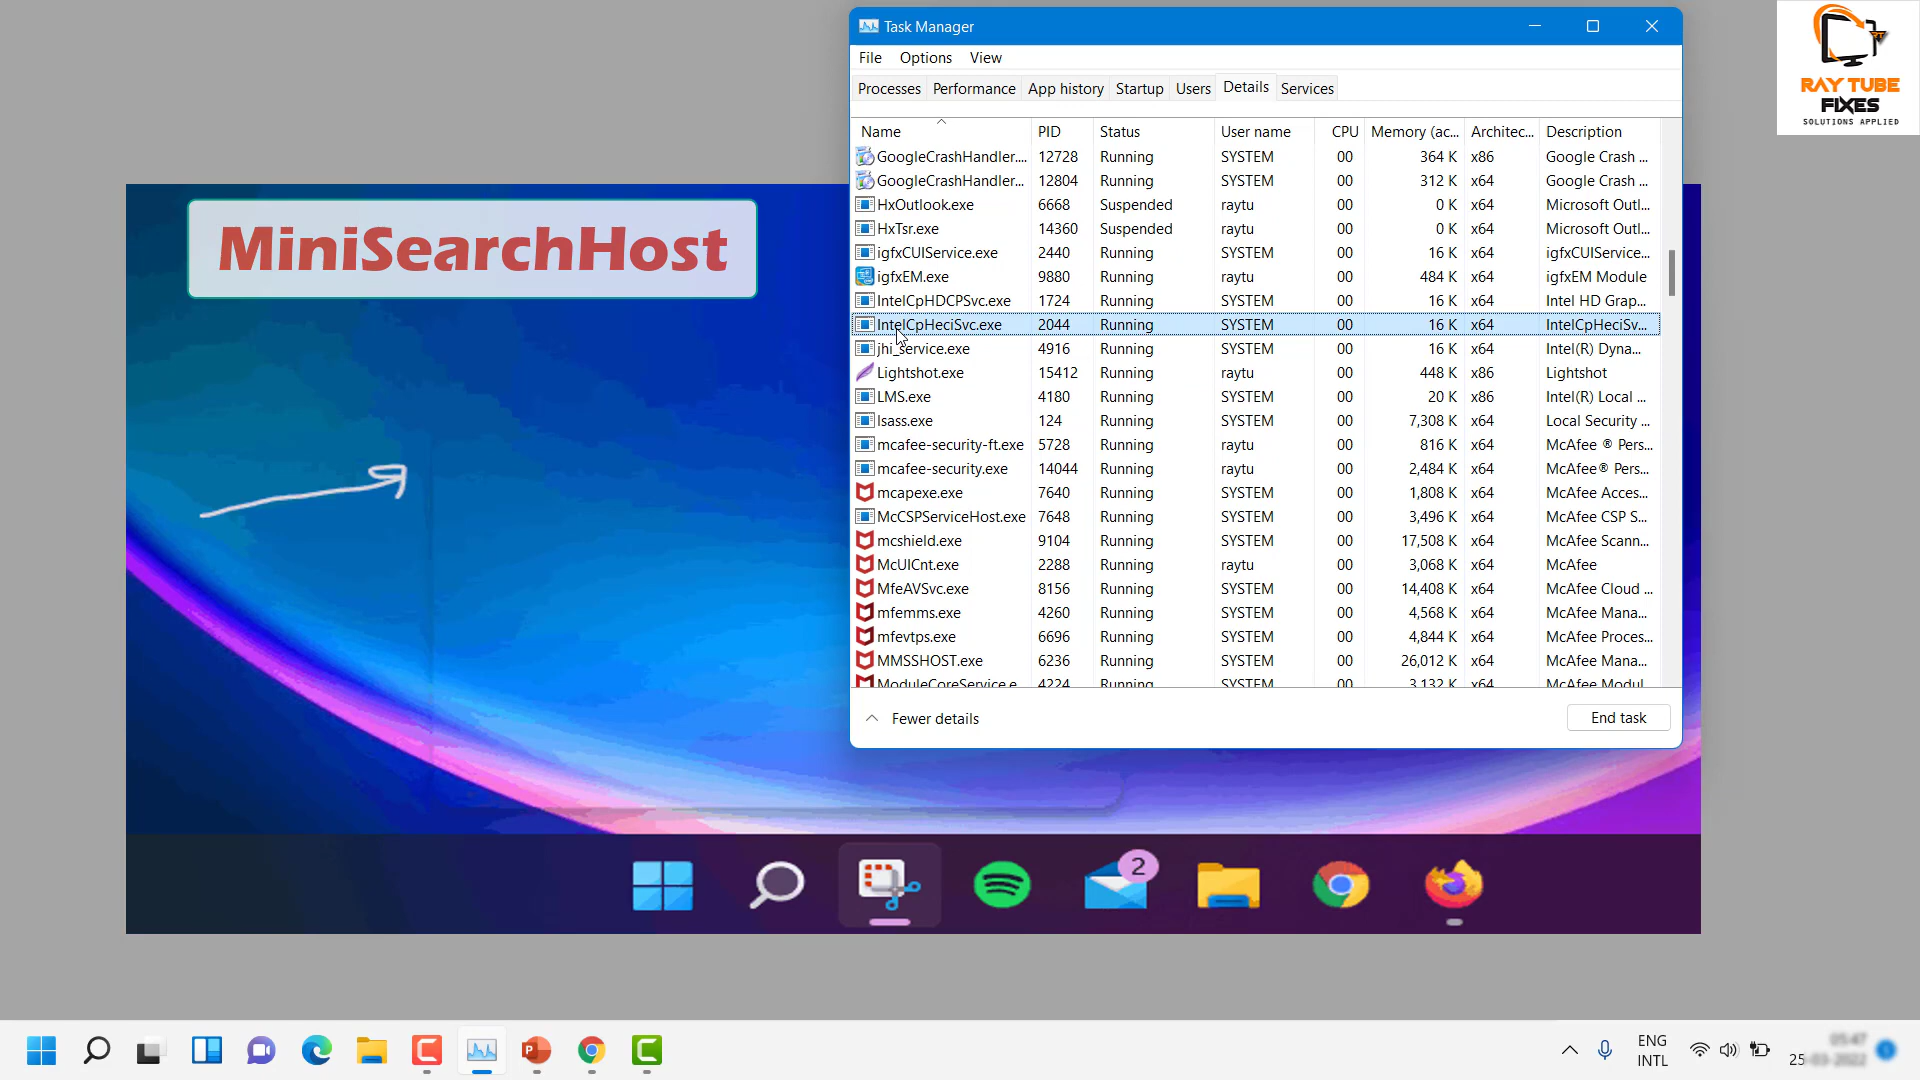 Task Manager
File Options View
Processes Performance App history Startup Users Details Services
Name PID Status User name CPU Memory (ac... Architec... Description
GoogleCrashHandler.... 12728 Running SYSTEM 00 364 K x86 Google Crash ...
GoogleCrashHandler... 12804 Running SYSTEM 00 312 K x64 Google Crash ...
HxOutlook.exe 6668 Suspended raytu 00 0 K x64 Microsoft Outl...
HxTsr.exe 14360 Suspended raytu 00 0 K x64 Microsoft Outl...
igfxCUIService.exe 2440 Running SYSTEM 00 16 K x64 igfxCUIService...
igfxEM.exe 9880 Running raytu 00 484 K x64 igfxEM Module
IntelCpHDCPSvc.exe 1724 Running SYSTEM 00 16 K x64 Intel HD Grap...
IntelCpHeciSvc.exe 2044 Running SYSTEM 00 16 K x64 IntelCpHeciSv...
jhi_service.exe 4916 Running SYSTEM 00 16 K x64 Intel(R) Dyna...
Lightshot.exe 15412 Running raytu 00 448 K x86 Lightshot
LMS.exe 4180 Running SYSTEM 00 20 K x86 Intel(R) Local ...
lsass.exe 124 Running SYSTEM 00 7,308 K x64 Local Security ...
mcafee-security-ft.exe 5728 Running raytu 00 816 K x64 McAfee ® Pers...
mcafee-security.exe 14044 Running raytu 00 2,484 K x64 McAfee® Pers...
mcapexe.exe 7640 Running SYSTEM 00 1,808 K x64 McAfee Acces...
McCSPServiceHost.exe 7648 Running SYSTEM 00 3,496 K x64 McAfee CSP S...
mcshield.exe 9104 Running SYSTEM 00 17,508 K x64 McAfee Scann...
McUICnt.exe 2288 Running raytu 00 3,068 K x64 McAfee
MfeAVSvc.exe 8156 Running SYSTEM 00 14,408 K x64 McAfee Cloud ...
mfemms.exe 4260 Running SYSTEM 00 4,568 K x64 McAfee Mana...
mfevtps.exe 6696 Running SYSTEM 00 4,844 K x64 McAfee Proces...
MMSSHOST.exe 6236 Running SYSTEM 00 26,012 K x64 McAfee Mana...
ModuleCoreService.e 4224 Running SYSTEM 00 3,132 K x64 McAfee Modul
Fewer details End task
MiniSearchHost
RAY TUBE
FIXES
SOLUTIONS APPLIED
2
ENG
INTL